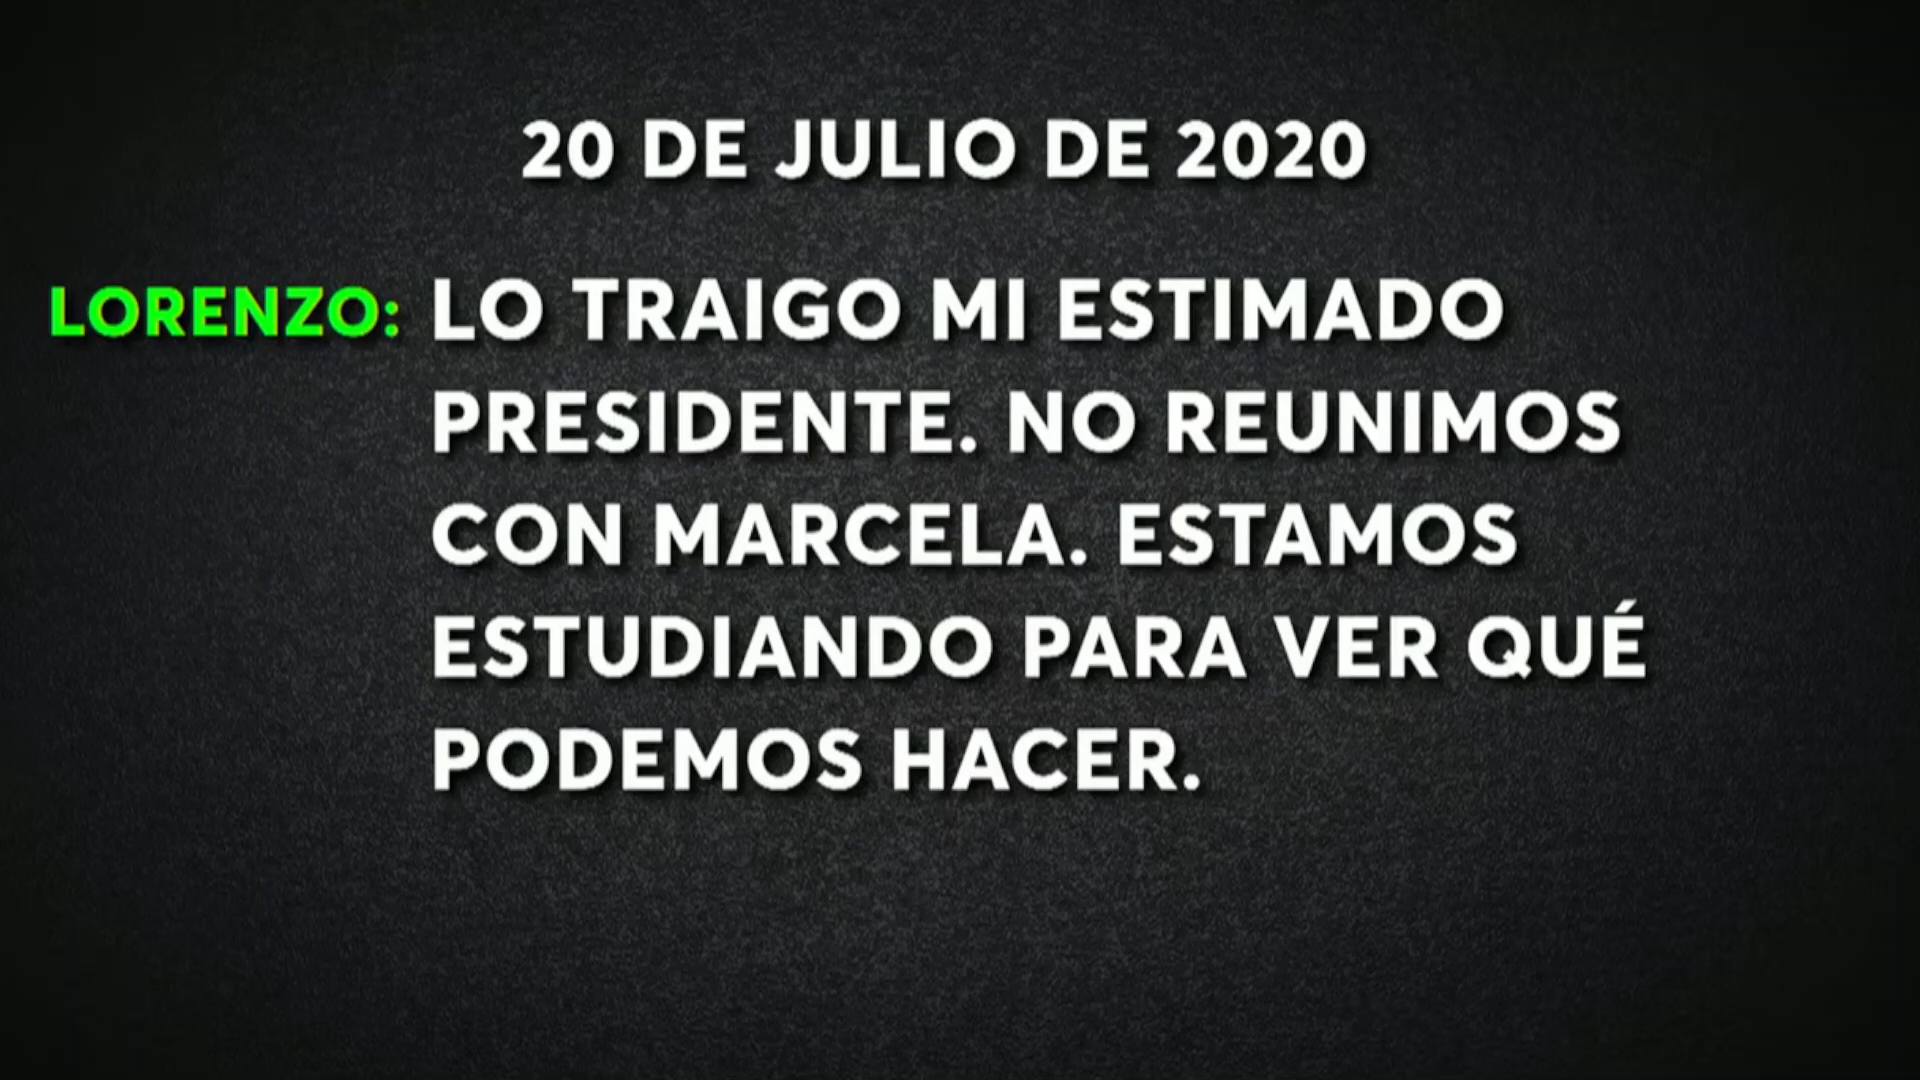 20 DE JULIO DE 2020
LORENZO: LO TRAIGO MI ESTIMADO
PRESIDENTE. NO REUNIMOS
CON MARCELA. ESTAMOS
ESTUDIANDO PARA VER QUÉ
PODEMOS HACER.